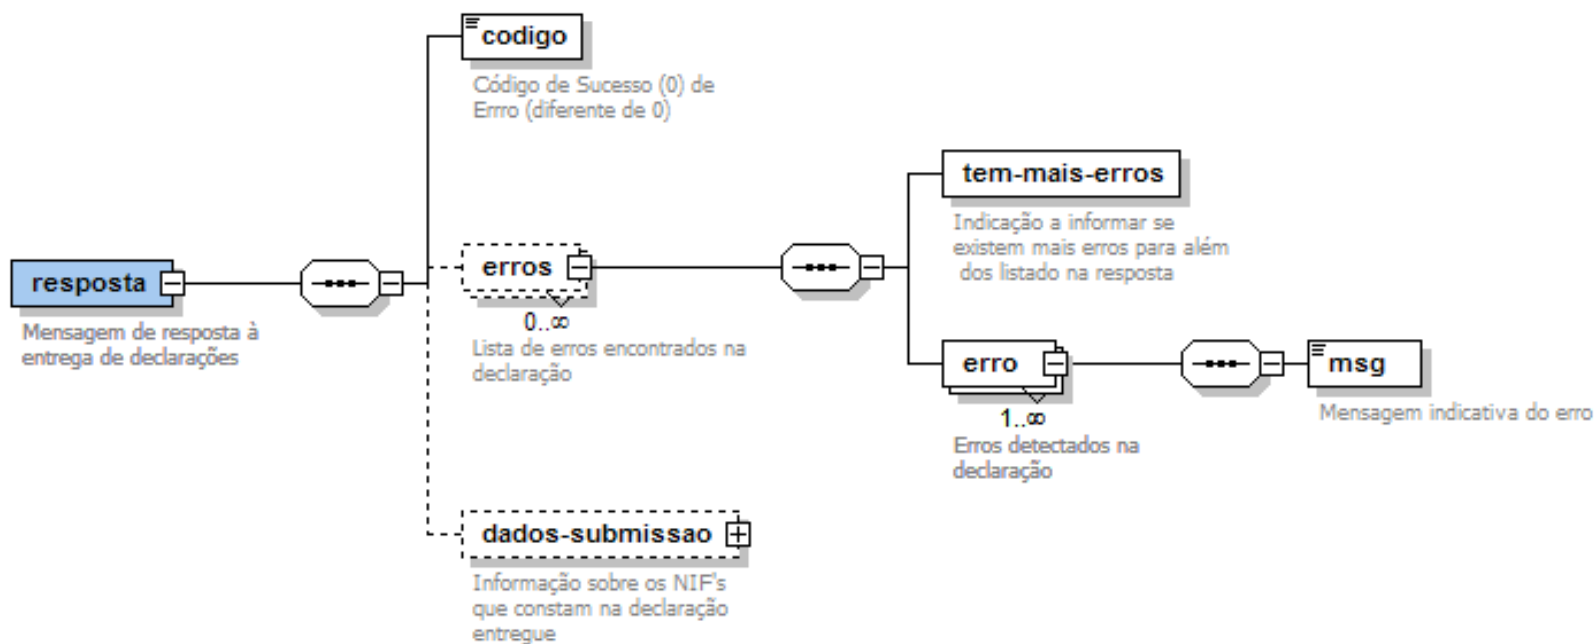 codigo
Código de Sucesso (0) de
Errro (diferente de 0)
tem-mais-erros
Indicação a informar se
existem mais erros para além
dos listado na resposta
erros
0..∞
Lista de erros encontrados na
declaração
resposta
Mensagem de resposta à
entrega de declarações
erro
1..∞
Erros detectados na
declaração
msg
Mensagem indicativa do erro
dados-submissao
Informação sobre os NIF's
que constam na declaração
entregue